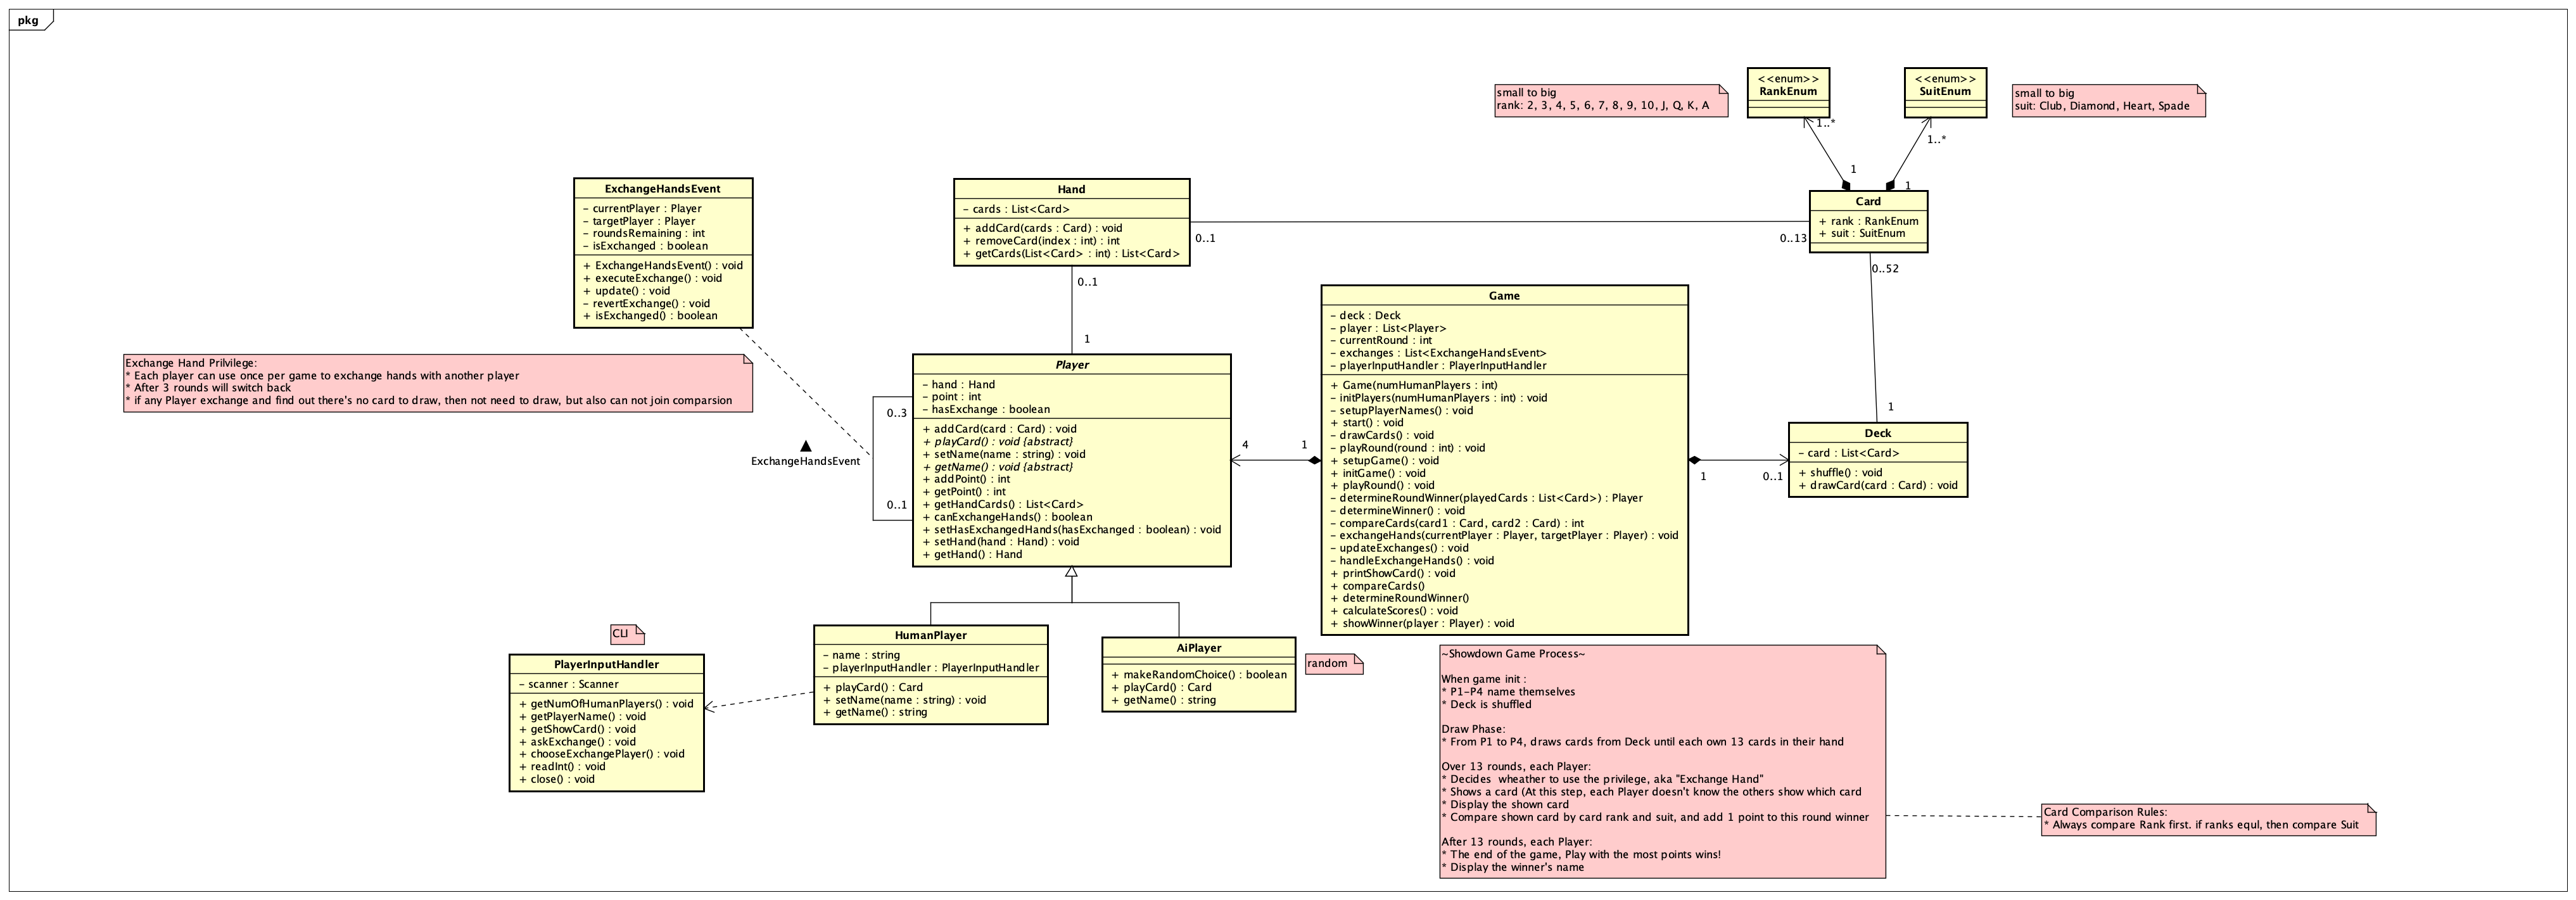 pkg
small to big
rank: 2, 3, 4, 5, 6, 7, 8, 9, 10, J, Q, K, A
<<enum>>
RankEnum
<<enum>>
SuitEnum
small to big
suit: Club, Diamond, Heart, Spade
1..*
1..*
1
1
Card
+ rank : RankEnum
+ suit : SuitEnum
ExchangeHandsEvent
- currentPlayer : Player
- targetPlayer : Player
- roundsRemaining : int
- isExchanged : boolean
+ ExchangeHandsEvent() : void
+ executeExchange() : void
+ update() : void
- revertExchange() : void
+ isExchanged() : boolean
Hand
- cards : List<Card>
+ addCard(cards : Card) : void
+ removeCard(index : int) : int
+ getCards(List<Card> : int) : List<Card>
0..1
0..13
0..52
0..1
1
Exchange Hand Prilvilege:
* Each player can use once per game to exchange hands with another player
* After 3 rounds will switch back
* if any Player exchange and find out there's no card to draw, then not need to draw, but also can not join comparsion
ExchangeHandsEvent
0..3
0..1
Player
- hand : Hand
- point : int
- hasExchange : boolean
+ addCard(card : Card) : void
+ playCard() : void {abstract}
+ setName(name : string) : void
+ getName() : void {abstract}
+ addPoint() : int
+ getPoint() : int
+ getHandCards() : List<Card>
+ canExchangeHands() : boolean
+ setHasExchangedHands(hasExchanged : boolean) : void
+ setHand(hand : Hand) : void
+ getHand() : Hand
4
1
Game
- deck : Deck
- player : List<Player>
- currentRound : int
- exchanges : List<ExchangeHandsEvent>
- playerInputHandler : PlayerInputHandler
+ Game(numHumanPlayers : int)
- initPlayers(numHumanPlayers : int) : void
- setupPlayerNames() : void
+ start() : void
- drawCards() : void
- playRound(round : int) : void
+ setupGame() : void
+ initGame() : void
+ playRound() : void
- determineRoundWinner(playedCards : List<Card>) : Player
- determineWinner() : void
- compareCards(card1 : Card, card2 : Card) : int
- exchangeHands(currentPlayer : Player, targetPlayer : Player) : void
- updateExchanges() : void
- handleExchangeHands() : void
+ printShowCard() : void
+ compareCards()
+ determineRoundWinner()
+ calculateScores() : void
+ showWinner(player : Player) : void
1
0..1
1
Deck
- card : List<Card>
+ shuffle() : void
+ drawCard(card : Card) : void
CLI
PlayerInputHandler
- scanner : Scanner
+ getNumOfHumanPlayers() : void
+ getPlayerName() : void
+ getShowCard() : void
+ askExchange() : void
+ chooseExchangePlayer() : void
+ readInt() : void
+ close() : void
HumanPlayer
- name : string
- playerInputHandler : PlayerInputHandler
+ playCard() : Card
+ setName(name : string) : void
+ getName() : string
AiPlayer
+ makeRandomChoice() : boolean
+ playCard() : Card
+ getName() : string
random
~Showdown Game Process~
When game init :
* P1-P4 name themselves
* Deck is shuffled
Draw Phase:
* From P1 to P4, draws cards from Deck until each own 13 cards in their hand
Over 13 rounds, each Player:
* Decides  wheather to use the privilege, aka "Exchange Hand"
* Shows a card (At this step, each Player doesn't know the others show which card
* Display the shown card
* Compare shown card by card rank and suit, and add 1 point to this round winner
After 13 rounds, each Player:
* The end of the game, Play with the most points wins!
* Display the winner's name
Card Comparison Rules:
* Always compare Rank first. if ranks equl, then compare Suit